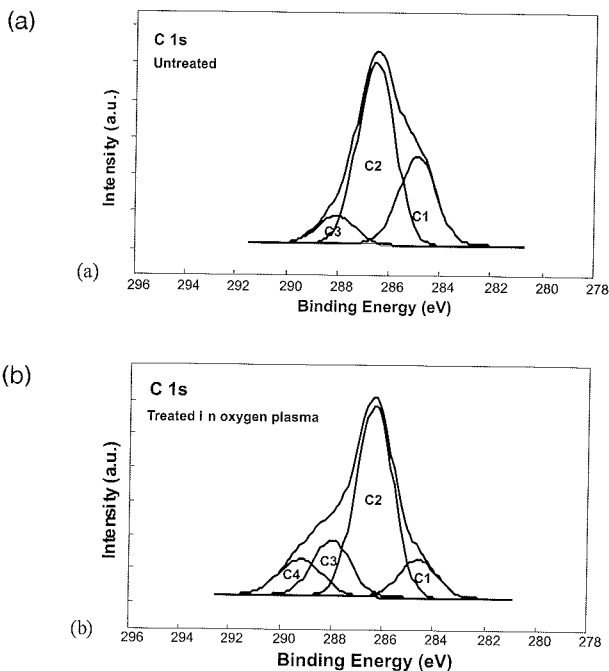 (a)
C 1s
Untreated
Intensity (a.u.)
C2
C1
C3
(a)
296 294 292 290 288 286 284 282 280 278
Binding Energy (eV)
(b)
C 1s
Treated i n oxygen plasma
Intensity (a.u.)
C2
C3
C4
C1
(b)
296 294 292 290 288 286 284 282 280 278
Binding Energy (eV)